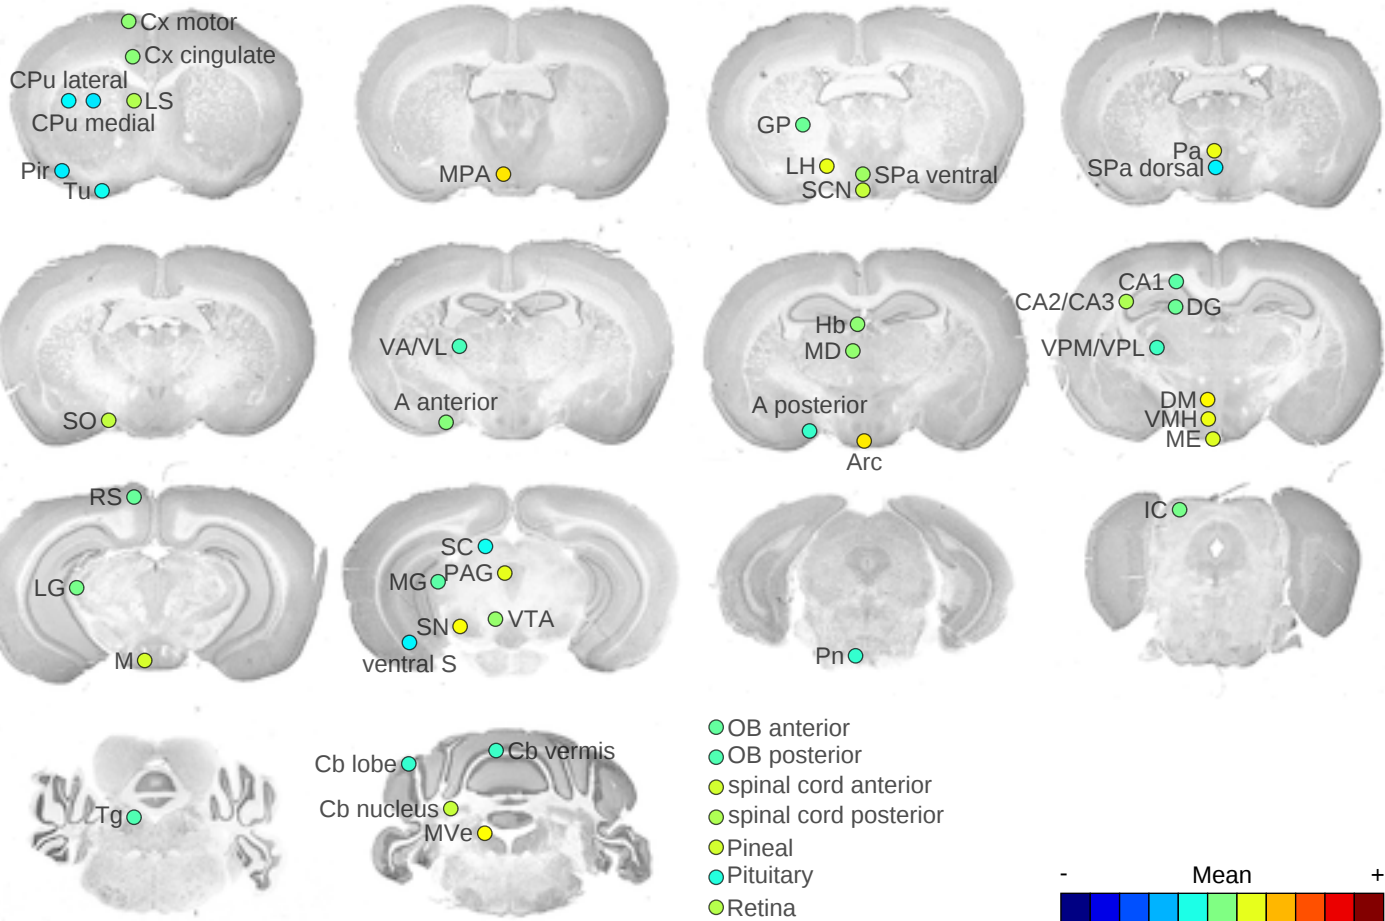 Cx motor
Cx cingulate
CPu lateral
LS
CPu medial
Pir
Tu
MPA
GP
LH
SPa ventral
SCN
Pa
SPa dorsal
SO
VA/VL
A anterior
Hb
MD
A posterior
Arc
CA1
CA2/CA3
DG
VPM/VPL
DM
VMH
ME
RS
LG
M
SC
MG
PAG
SN
VTA
ventral S
Pn
IC
Tg
Cb lobe
Cb vermis
Cb nucleus
MVe
OB anterior
OB posterior
spinal cord anterior
spinal cord posterior
Pineal
Pituitary
Retina
- Mean +